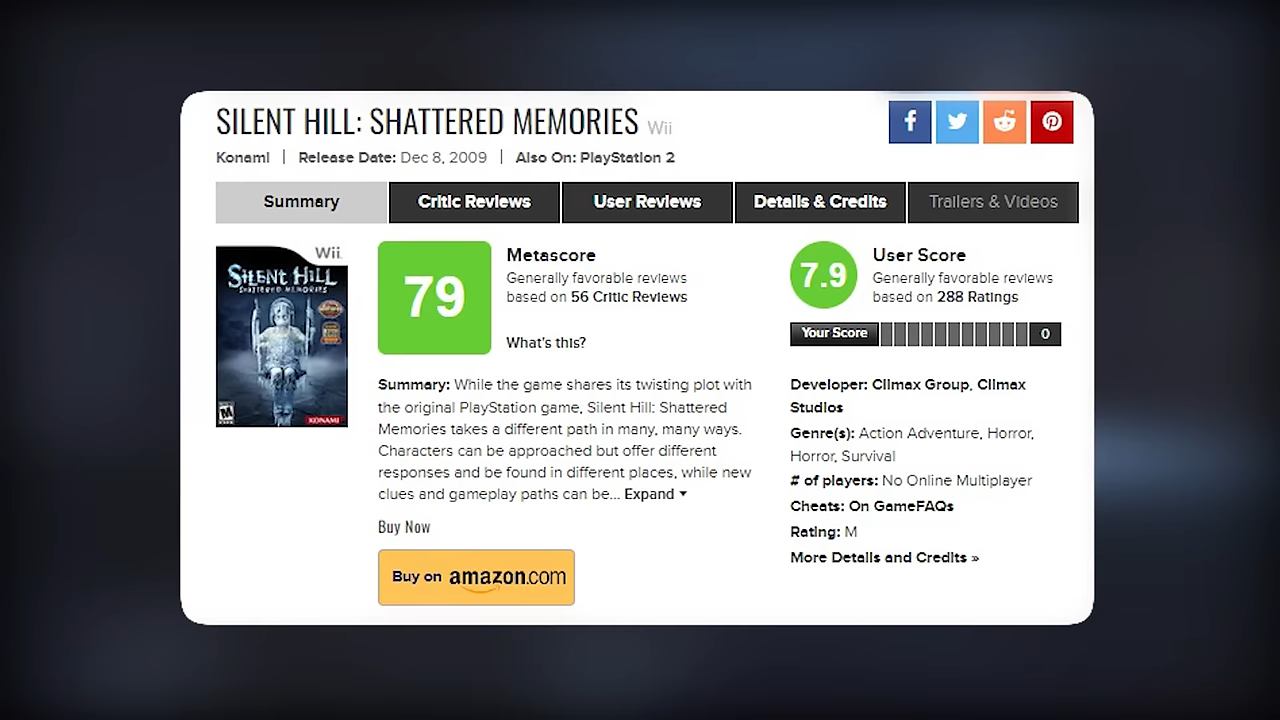 SILENT HILL: SHATTERED MEMORIES Wii
Konami | Release Date: Dec 8, 2009 | Also On: PlayStation 2
Summary
Critic Reviews
User Reviews
Details & Credits
Trailers & Videos
Wii
SILENT HILL
SHATTERED MEMORIES
M
KONAMI
79
Metascore
Generally favorable reviews
based on 56 Critic Reviews
What's this?
Summary: While the game shares its twisting plot with
the original PlayStation game, Silent Hill: Shattered
Memories takes a different path in many, many ways.
Characters can be approached but offer different
responses and be found in different places, while new
clues and gameplay paths can be... Expand
Buy Now
Buy on amazon.com
7.9
User Score
Generally favorable reviews
based on 288 Ratings
Your Score
0
Developer: Climax Group, Climax
Studios
Genre(s): Action Adventure, Horror,
Horror, Survival
# of players: No Online Multiplayer
Cheats: On GameFAQs
Rating: M
More Details and Credits »